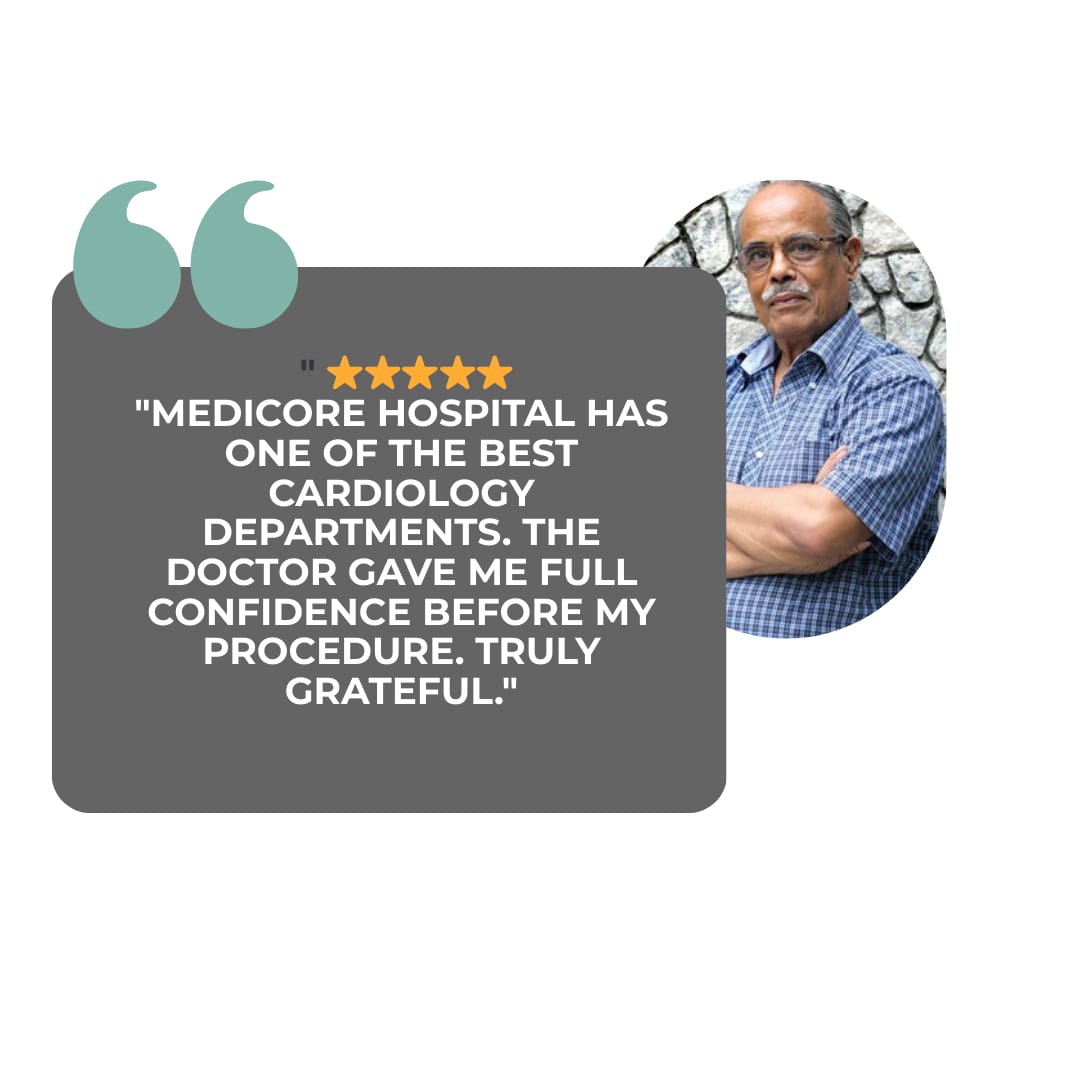 " ⭐⭐⭐⭐⭐
"MEDICORE HOSPITAL HAS
ONE OF THE BEST
CARDIOLOGY
DEPARTMENTS. THE
DOCTOR GAVE ME FULL
CONFIDENCE BEFORE MY
PROCEDURE. TRULY
GRATEFUL."